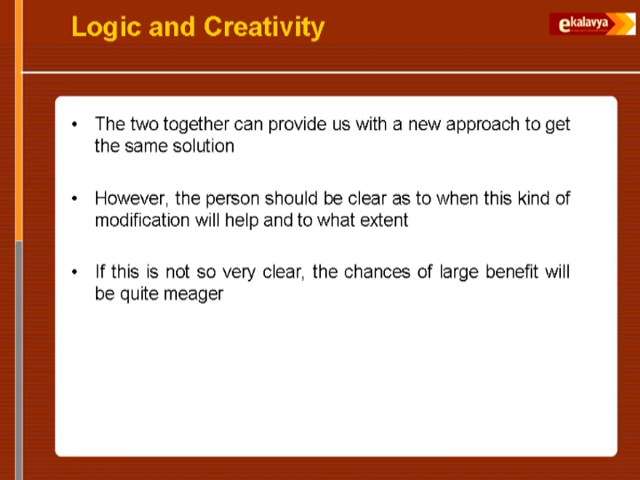 Logic and Creativity
ekalavya
• The two together can provide us with a new approach to get
the same solution
• However, the person should be clear as to when this kind of
modification will help and to what extent
• If this is not so very clear, the chances of large benefit will
be quite meager